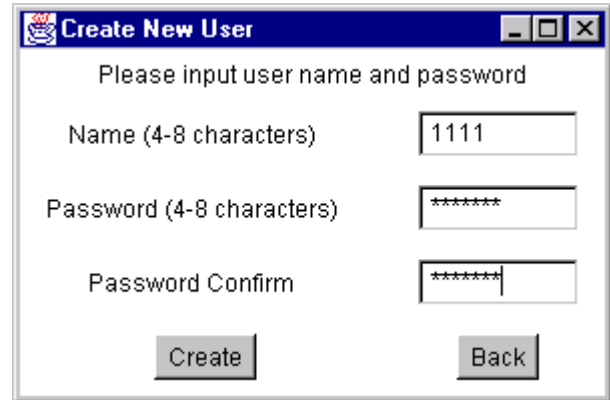 Create New User
Please input user name and password
Name (4-8 characters) 1111
Password (4-8 characters) *******
Password Confirm *******
Create Back